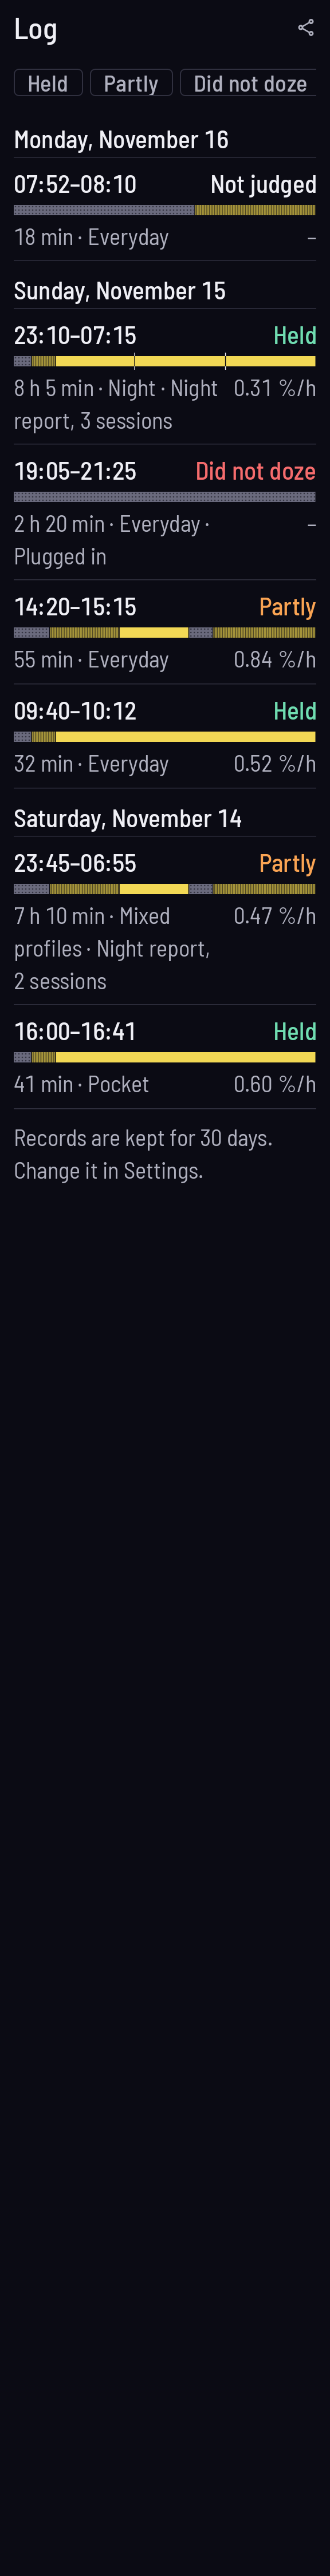 Log
Held
Partly
Did not doze
Monday, November 16
07:52–08:10
Not judged
18 min · Everyday
–
Sunday, November 15
23:10–07:15
Held
8 h 5 min · Night · Night
0.31 %/h
report, 3 sessions
19:05–21:25
Did not doze
2 h 20 min · Everyday ·
–
Plugged in
14:20–15:15
Partly
55 min · Everyday
0.84 %/h
09:40–10:12
Held
32 min · Everyday
0.52 %/h
Saturday, November 14
23:45–06:55
Partly
7 h 10 min · Mixed
0.47 %/h
profiles · Night report,
2 sessions
16:00–16:41
Held
41 min · Pocket
0.60 %/h
Records are kept for 30 days.
Change it in Settings.